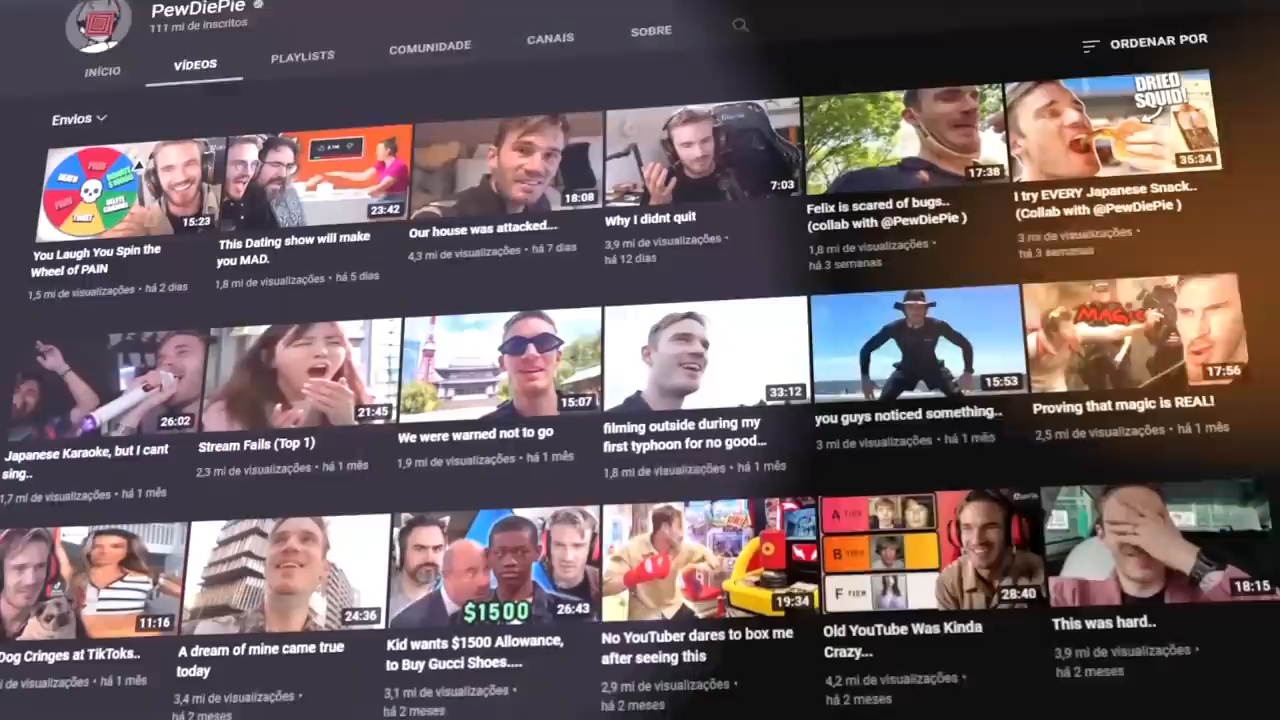 PewDiePie
111 mi de inscritos
INÍCIO
VÍDEOS
PLAYLISTS
COMUNIDADE
CANAIS
SOBRE
ORDENAR POR
Envios
PAIN
DEATH
DONATE $10000
DELETE CHANNEL
TWEET
PAIN
15:23
23:42
18:08
7:03
17:38
DRIED
SQUID!
35:34
You Laugh You Spin the
Wheel of PAIN
1,5 mi de visualizações • há 2 dias
This Dating show will make
you MAD.
1,8 mi de visualizações • há 5 dias
Our house was attacked...
4,3 mi de visualizações • há 7 dias
Why I didnt quit
3,9 mi de visualizações •
há 12 dias
Felix is scared of bugs..
(collab with @PewDiePie )
1,8 mi de visualizações •
há 3 semanas
I try EVERY Japanese Snack..
(Collab with @PewDiePie )
3 mi de visualizações •
há 3 semanas
26:02
21:45
15:07
33:12
15:53
MAGIC
17:56
Japanese Karaoke, but I cant
sing..
1,7 mi de visualizações • há 1 mês
Stream Fails (Top 1)
2,3 mi de visualizações • há 1 mês
We were warned not to go
1,9 mi de visualizações • há 1 mês
filming outside during my
first typhoon for no good...
1,8 mi de visualizações • há 1 mês
you guys noticed something..
3 mi de visualizações • há 1 mês
Proving that magic is REAL!
2,5 mi de visualizações • há 1 mês
11:16
24:36
$1500
26:43
19:34
A TIER
B TIER
F TIER
28:40
18:15
Dog Cringes at TikToks..
mi de visualizações • há 1 mês
A dream of mine came true
today
3,4 mi de visualizações •
há 2 meses
Kid wants $1500 Allowance,
to Buy Gucci Shoes....
3,1 mi de visualizações •
há 2 meses
No YouTuber dares to box me
after seeing this
2,9 mi de visualizações •
há 2 meses
Old YouTube Was Kinda
Crazy...
4,2 mi de visualizações •
há 2 meses
This was hard..
3,9 mi de visualizações •
há 2 meses